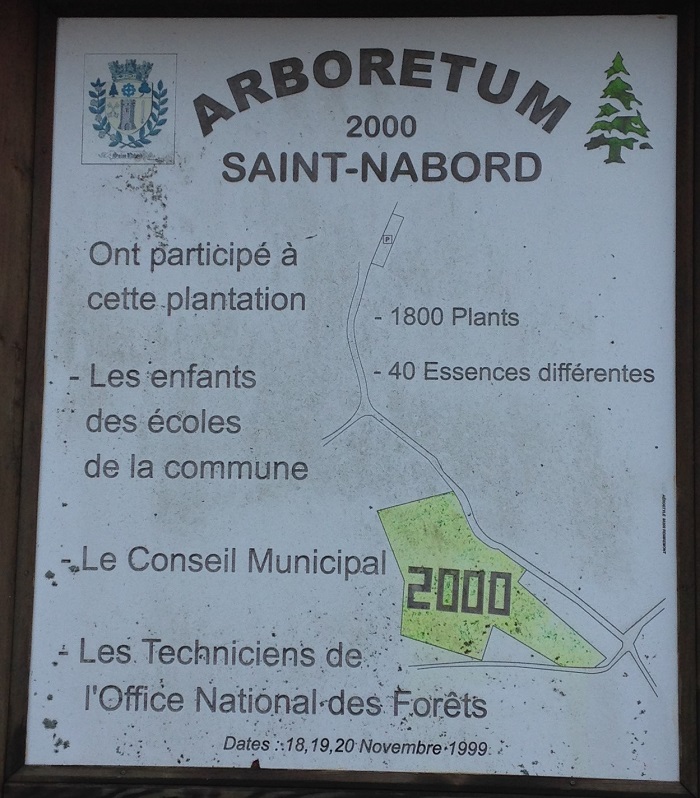 ARBORETUM
2000
SAINT-NABORD
P
Ont participé à
cette plantation
- 1800 Plants
- 40 Essences différentes
- Les enfants
des écoles
de la commune
- Le Conseil Municipal
2000
- Les Techniciens de
l'Office National des Forêts
Dates : 18,19,20 Novembre 1999